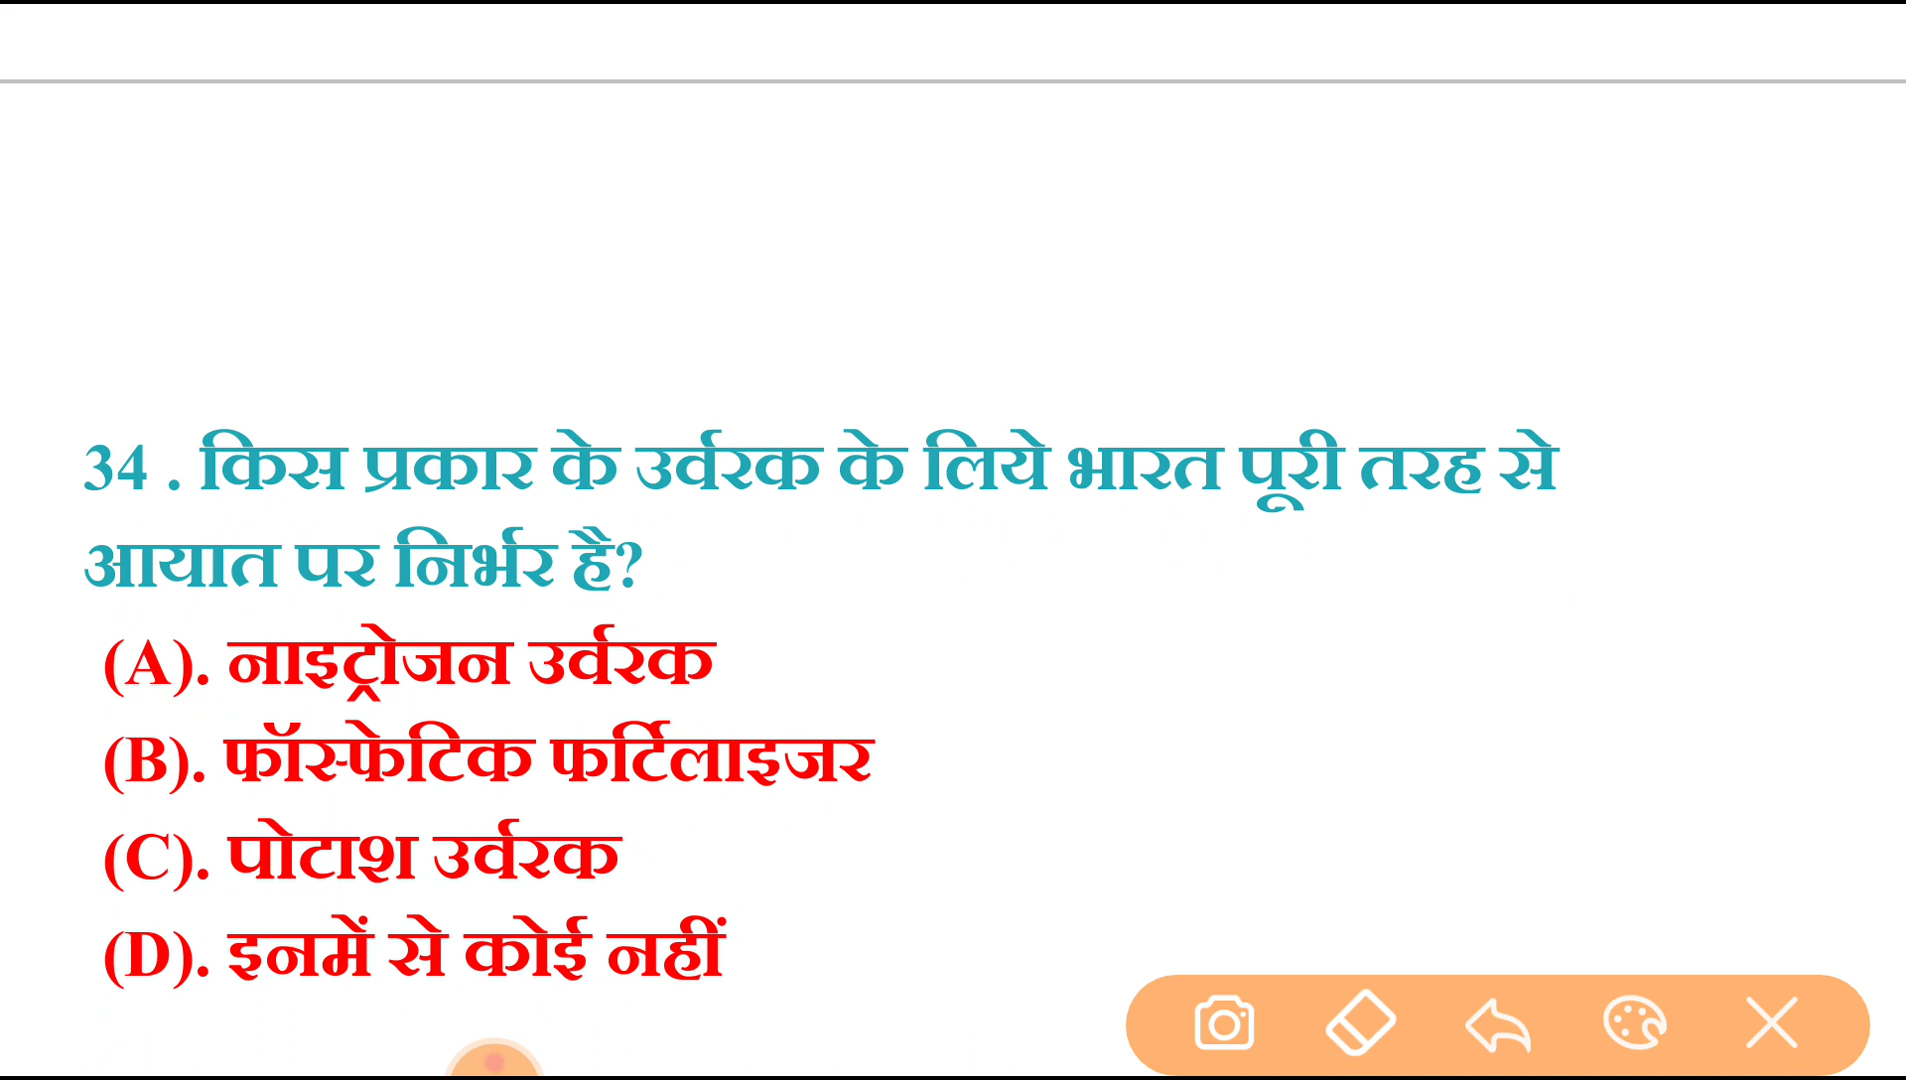 34 . किस प्रकार के उर्वरक के लिये भारत पूरी तरह से
आयात पर निर्भर है?
(A). नाइट्रोजन उर्वरक
(B). फॉस्फेटिक फर्टिलाइजर
(C). पोटाश उर्वरक
(D). इनमें से कोई नहीं